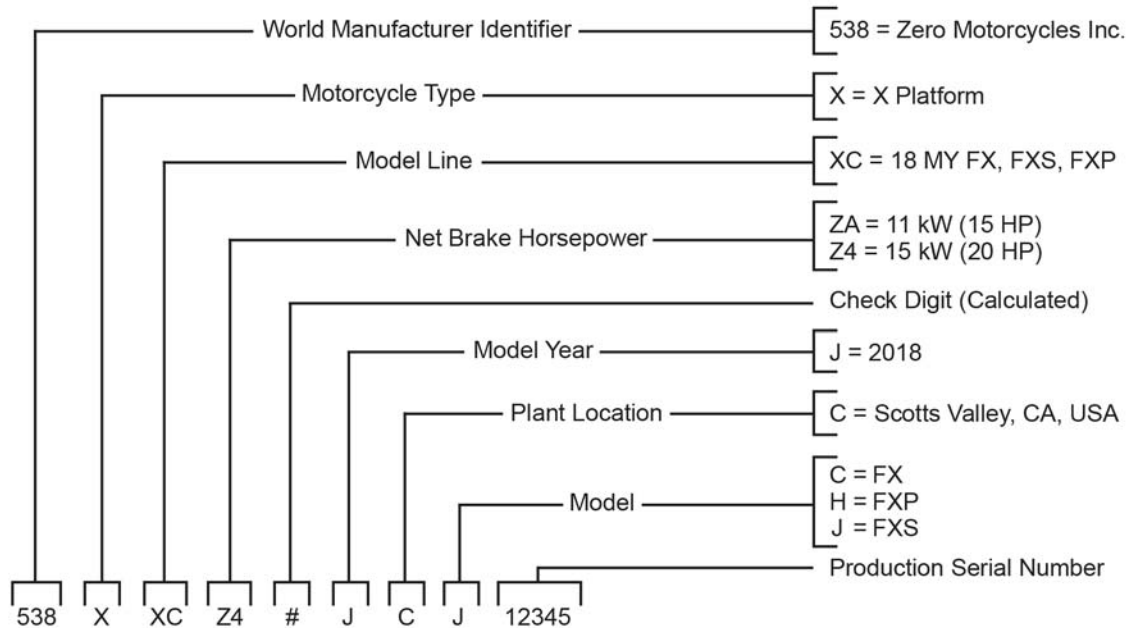 World Manufacturer Identifier
538 = Zero Motorcycles Inc.
Motorcycle Type
X = X Platform
Model Line
XC = 18 MY FX, FXS, FXP
Net Brake Horsepower
ZA = 11 kW (15 HP)
Z4 = 15 kW (20 HP)
Check Digit (Calculated)
Model Year
J = 2018
Plant Location
C = Scotts Valley, CA, USA
Model
C = FX
H = FXP
J = FXS
Production Serial Number
538 X XC Z4 # J C J 12345